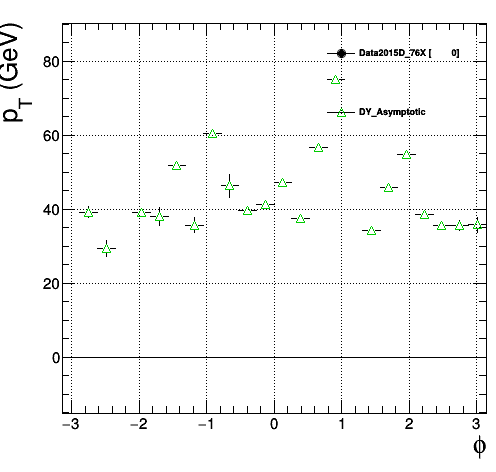 p_T (GeV)
Data2015D_76X [ 0]
DY_Asymptotic
80
60
40
20
0
−3 −2 −1 0 1 2 3
ϕ